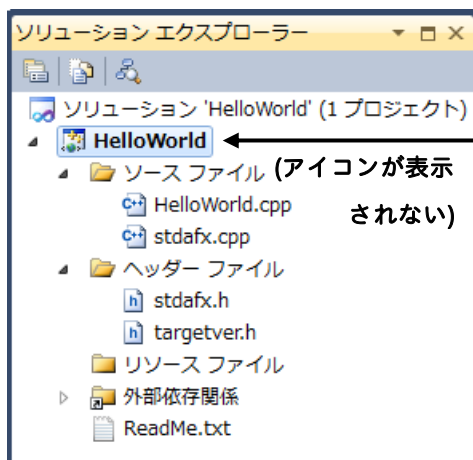 ソリューション エクスプローラー
ソリューション 'HelloWorld' (1 プロジェクト)
HelloWorld
ソース ファイル
(アイコンが表示
されない)
HelloWorld.cpp
stdafx.cpp
ヘッダー ファイル
stdafx.h
targetver.h
リソース ファイル
外部依存関係
ReadMe.txt